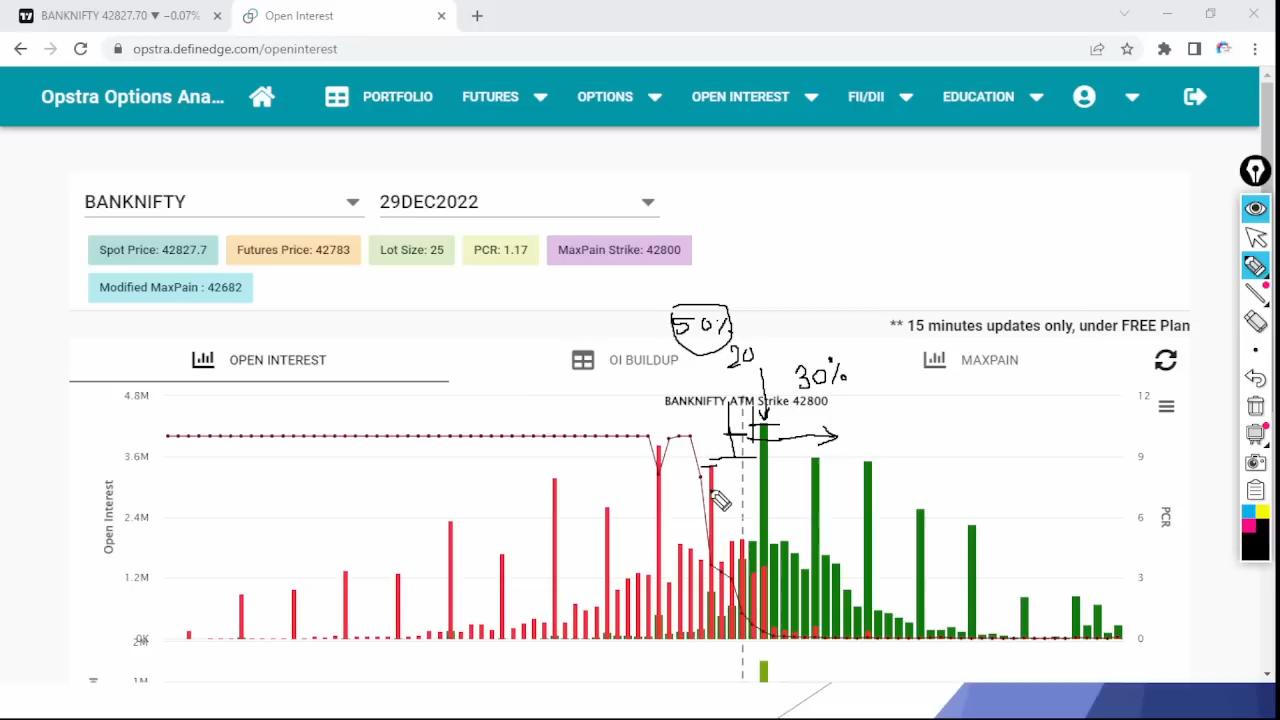 BANKNIFTY 42827.70 ▼ −0.07%
Open Interest
opstra.definedge.com/openinterest
Opstra Options Ana...
PORTFOLIO
FUTURES
OPTIONS
OPEN INTEREST
FII/DII
EDUCATION
BANKNIFTY
29DEC2022
Spot Price: 42827.7
Futures Price: 42783
Lot Size: 25
PCR: 1.17
MaxPain Strike: 42800
Modified MaxPain : 42682
50%
** 15 minutes updates only, under FREE Plan
OPEN INTEREST
OI BUILDUP
MAXPAIN
20
30%
BANKNIFTY ATM Strike 42800
4.8M
12
3.6M
9
2.4M
6
1.2M
3
0K
0
2M
1M
Open Interest
PCR